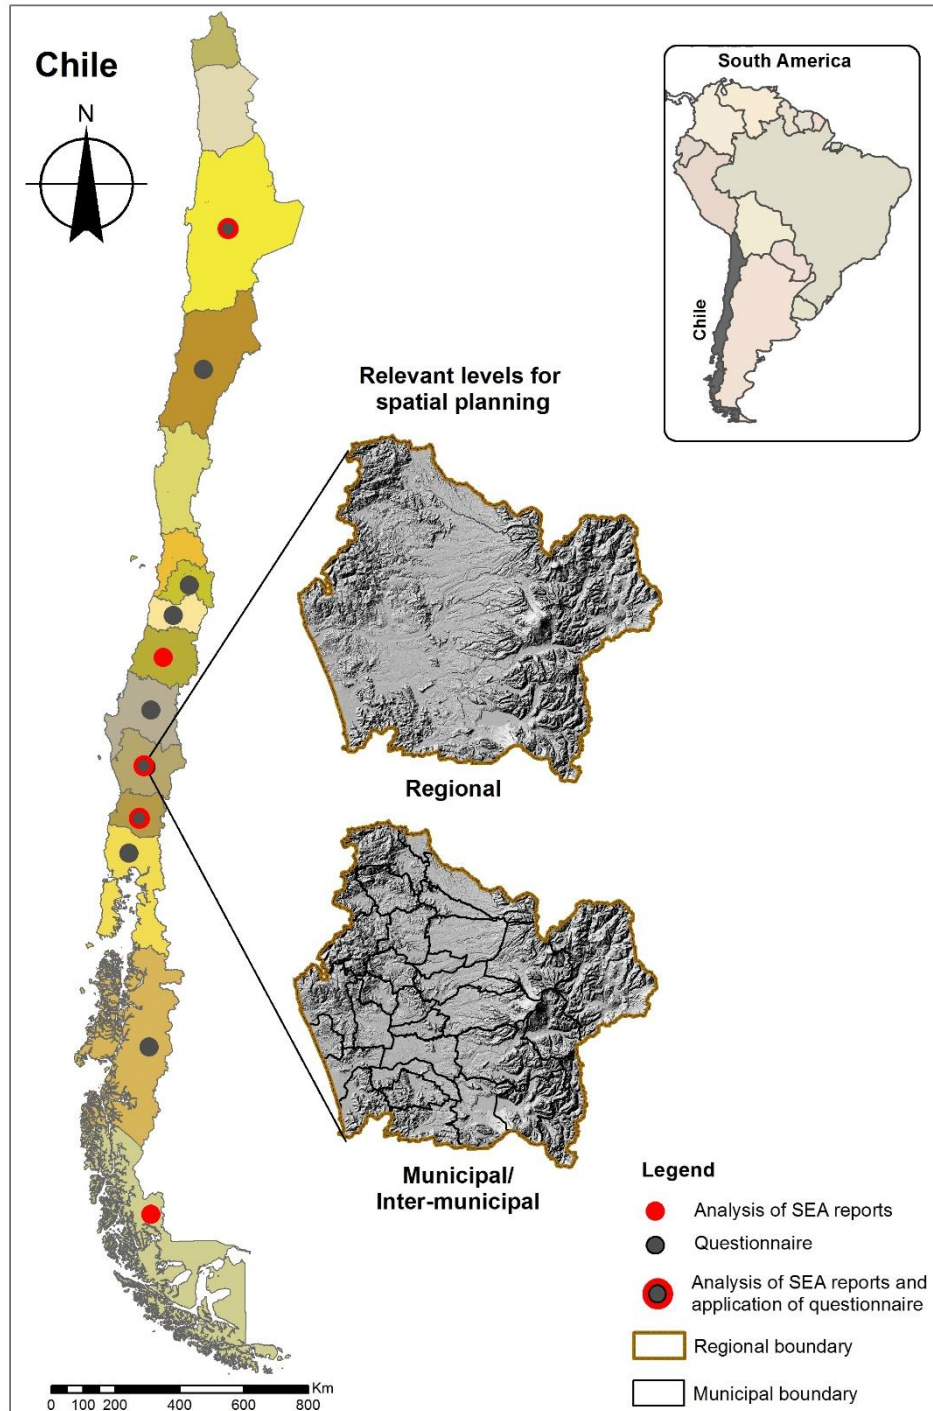 Chile
N
South America
Chile
Relevant levels for
spatial planning
Regional
Municipal/
Inter-municipal
Legend
Analysis of SEA reports
Questionnaire
Analysis of SEA reports and
application of questionnaire
Regional boundary
Municipal boundary
Km
0 100 200 400 600 800